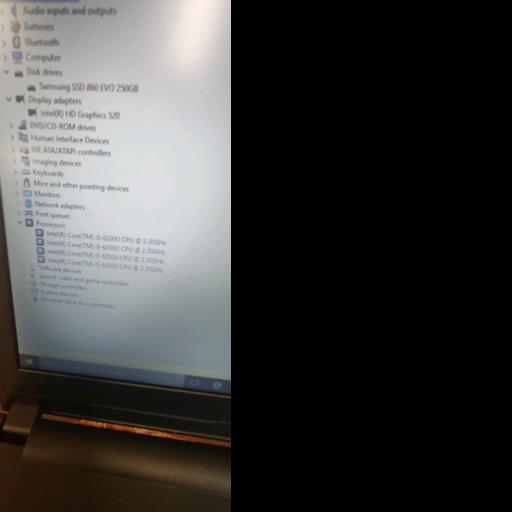 Audio inputs and outputs
Batteries
Bluetooth
Computer
Disk drives
Samsung SSD 860 EVO 250GB
Display adapters
Intel(R) HD Graphics 520
DVD/CD-ROM drives
Human Interface Devices
IDE ATA/ATAPI controllers
Imaging devices
Keyboards
Mice and other pointing devices
Monitors
Network adapters
Print queues
Processors
Intel(R) Core(TM) i5-6200U CPU @ 2.30GHz
Intel(R) Core(TM) i5-6200U CPU @ 2.30GHz
Intel(R) Core(TM) i5-6200U CPU @ 2.30GHz
Intel(R) Core(TM) i5-6200U CPU @ 2.30GHz
Software devices
Sound, video and game controllers
Storage controllers
System devices
Universal Serial Bus controllers